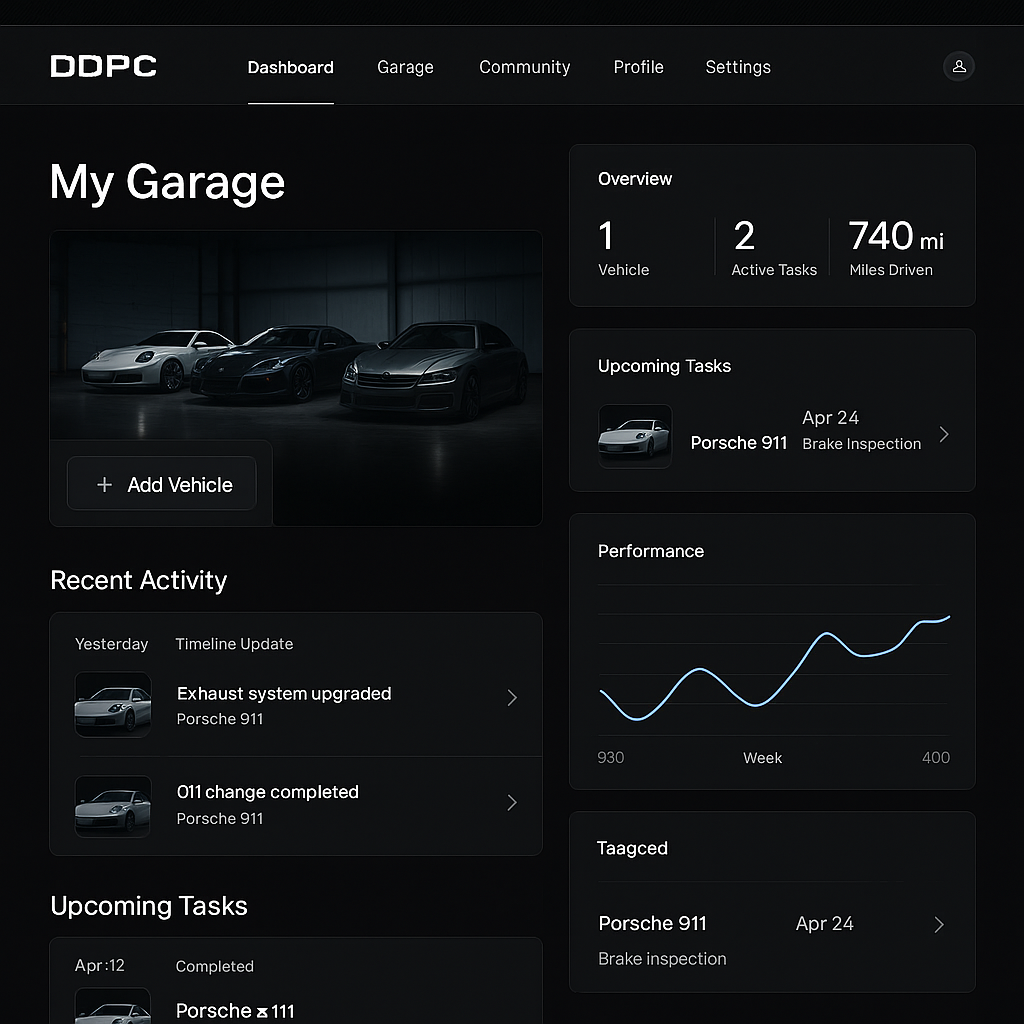 DDPC
Dashboard
Garage
Community
Profile
Settings
My Garage
+ Add Vehicle
Recent Activity
Yesterday
Timeline Update
Exhaust system upgraded
Porsche 911
O11 change completed
Porsche 911
Upcoming Tasks
Apr:12
Completed
Porsche ⧖ 111
Overview
1
Vehicle
2
Active Tasks
740 mi
Miles Driven
Upcoming Tasks
Porsche 911
Apr 24
Brake Inspection
Performance
930
Week
400
Taagced
Porsche 911
Apr 24
Brake inspection